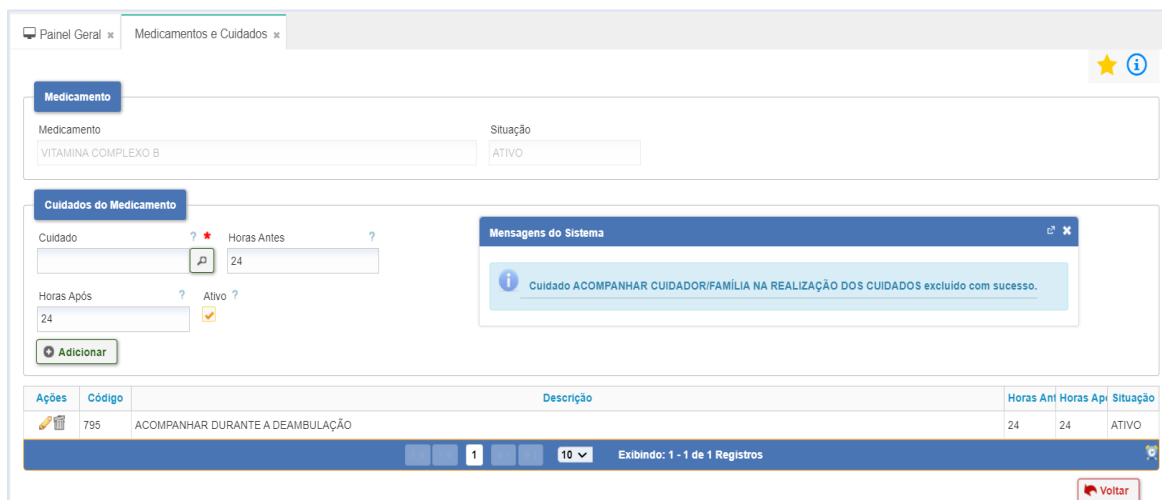 Painel Geral × Medicamentos e Cuidados ×
Medicamento
Medicamento Situação
VITAMINA COMPLEXO B ATIVO
Cuidados do Medicamento
Cuidado ? * Horas Antes ?
24
Mensagens do Sistema
Cuidado ACOMPANHAR CUIDADOR/FAMÍLIA NA REALIZAÇÃO DOS CUIDADOS excluído com sucesso.
Horas Após ? Ativo ?
24
Adicionar
Ações Código Descrição Horas Ant Horas Apó Situação
795 ACOMPANHAR DURANTE A DEAMBULAÇÃO 24 24 ATIVO
1 10 Exibindo: 1 - 1 de 1 Registros
Voltar